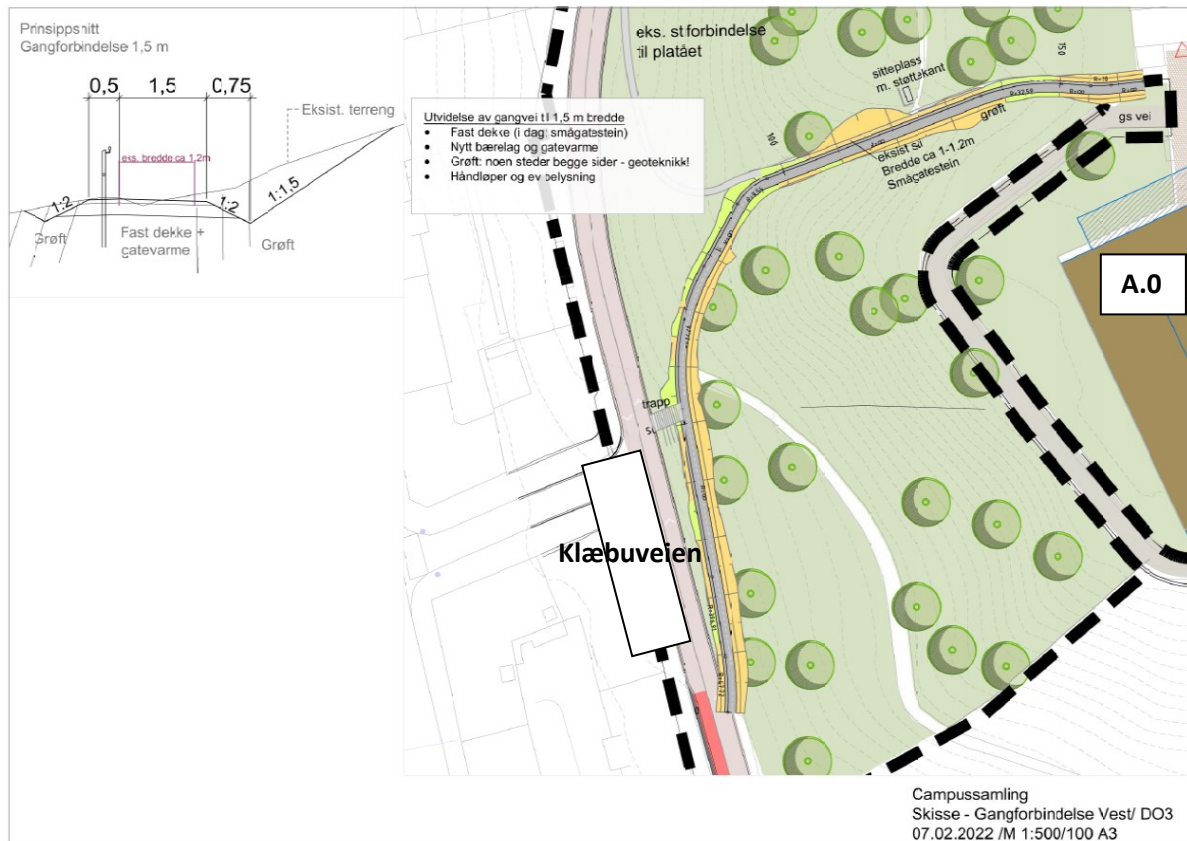 Prinsippsnitt
Gangforbindelse 1,5 m
0,5 1,5 0,75
Eksist. terreng
eks. bredde ca 1,2m
1:2 1:2 1:1,5
Grøft
Fast dekke +
gatevarme
Grøft
Utvidelse av gangvei til 1,5 m bredde
• Fast dekke (i dag: smågatestein)
• Nytt bærelag og gatevarme
• Grøft: noen steder begge sider - geoteknikk!
• Håndløper og ev belysning
eks. stiforbindelse
til platået
sitteplass
m. støttekant
150
100
grøft
eksist sti
Bredde ca 1-1.2m
Smågatestein
gs vei
A.0
trapp
50
Klæbuveien
Campussamling
Skisse - Gangforbindelse Vest/ DO3
07.02.2022 /M 1:500/100 A3